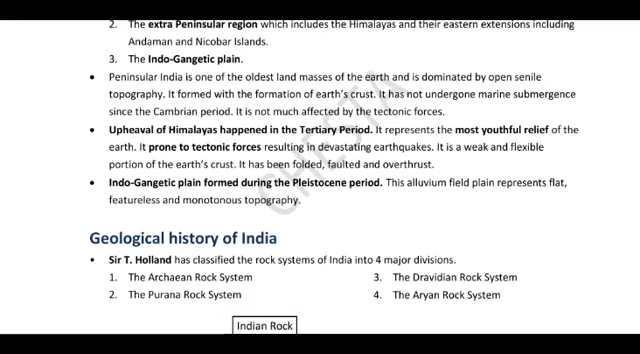 2. The extra Peninsular region which includes the Himalayas and their eastern extensions including
Andaman and Nicobar Islands.
3. The Indo-Gangetic plain.
• Peninsular India is one of the oldest land masses of the earth and is dominated by open senile
topography. It formed with the formation of earth's crust. It has not undergone marine submergence
since the Cambrian period. It is not much affected by the tectonic forces.
• Upheaval of Himalayas happened in the Tertiary Period. It represents the most youthful relief of the
earth. It prone to tectonic forces resulting in devastating earthquakes. It is a weak and flexible
portion of the earth's crust. It has been folded, faulted and overthrust.
• Indo-Gangetic plain formed during the Pleistocene period. This alluvium field plain represents flat,
featureless and monotonous topography.
CHESTA
Geological history of India
• Sir T. Holland has classified the rock systems of India into 4 major divisions.
1. The Archaean Rock System
2. The Purana Rock System
3. The Dravidian Rock System
4. The Aryan Rock System
Indian Rock